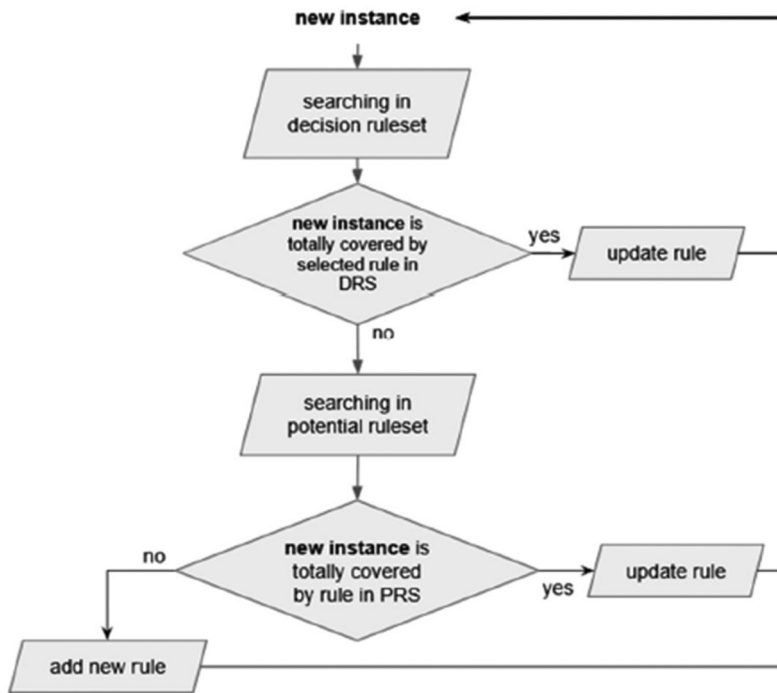 new instance
searching in
decision ruleset
new instance is
totally covered by
selected rule in
DRS
yes
update rule
no
searching in
potential ruleset
new instance is
totally covered
by rule in PRS
no
yes
update rule
add new rule